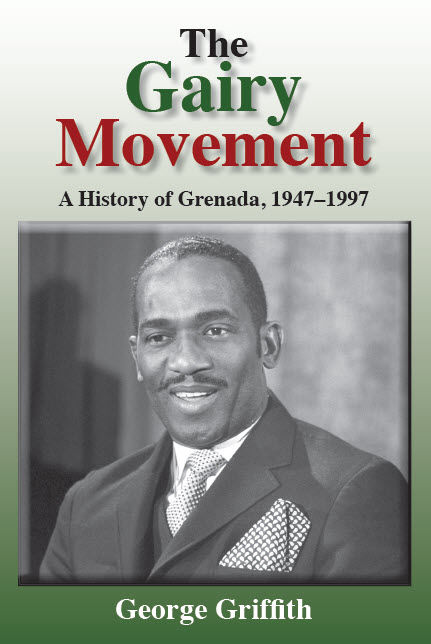 The
Gairy
Movement
A History of Grenada, 1947–1997
George Griffith